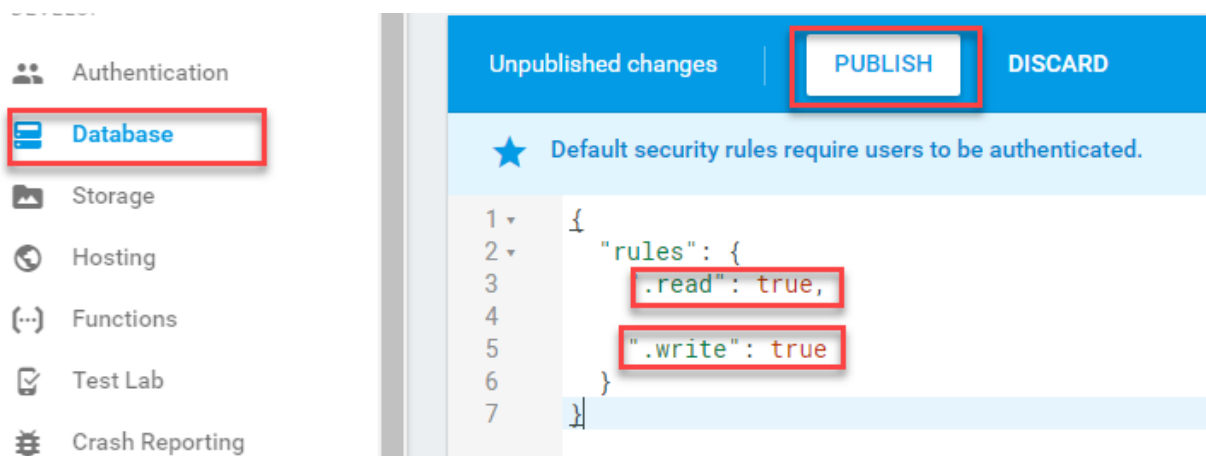 Authentication
Database
Storage
Hosting
Functions
Test Lab
Crash Reporting
Unpublished changes PUBLISH DISCARD
Default security rules require users to be authenticated.
1 {
2 "rules": {
3 ".read": true,
4
5 ".write": true
6 }
7 }